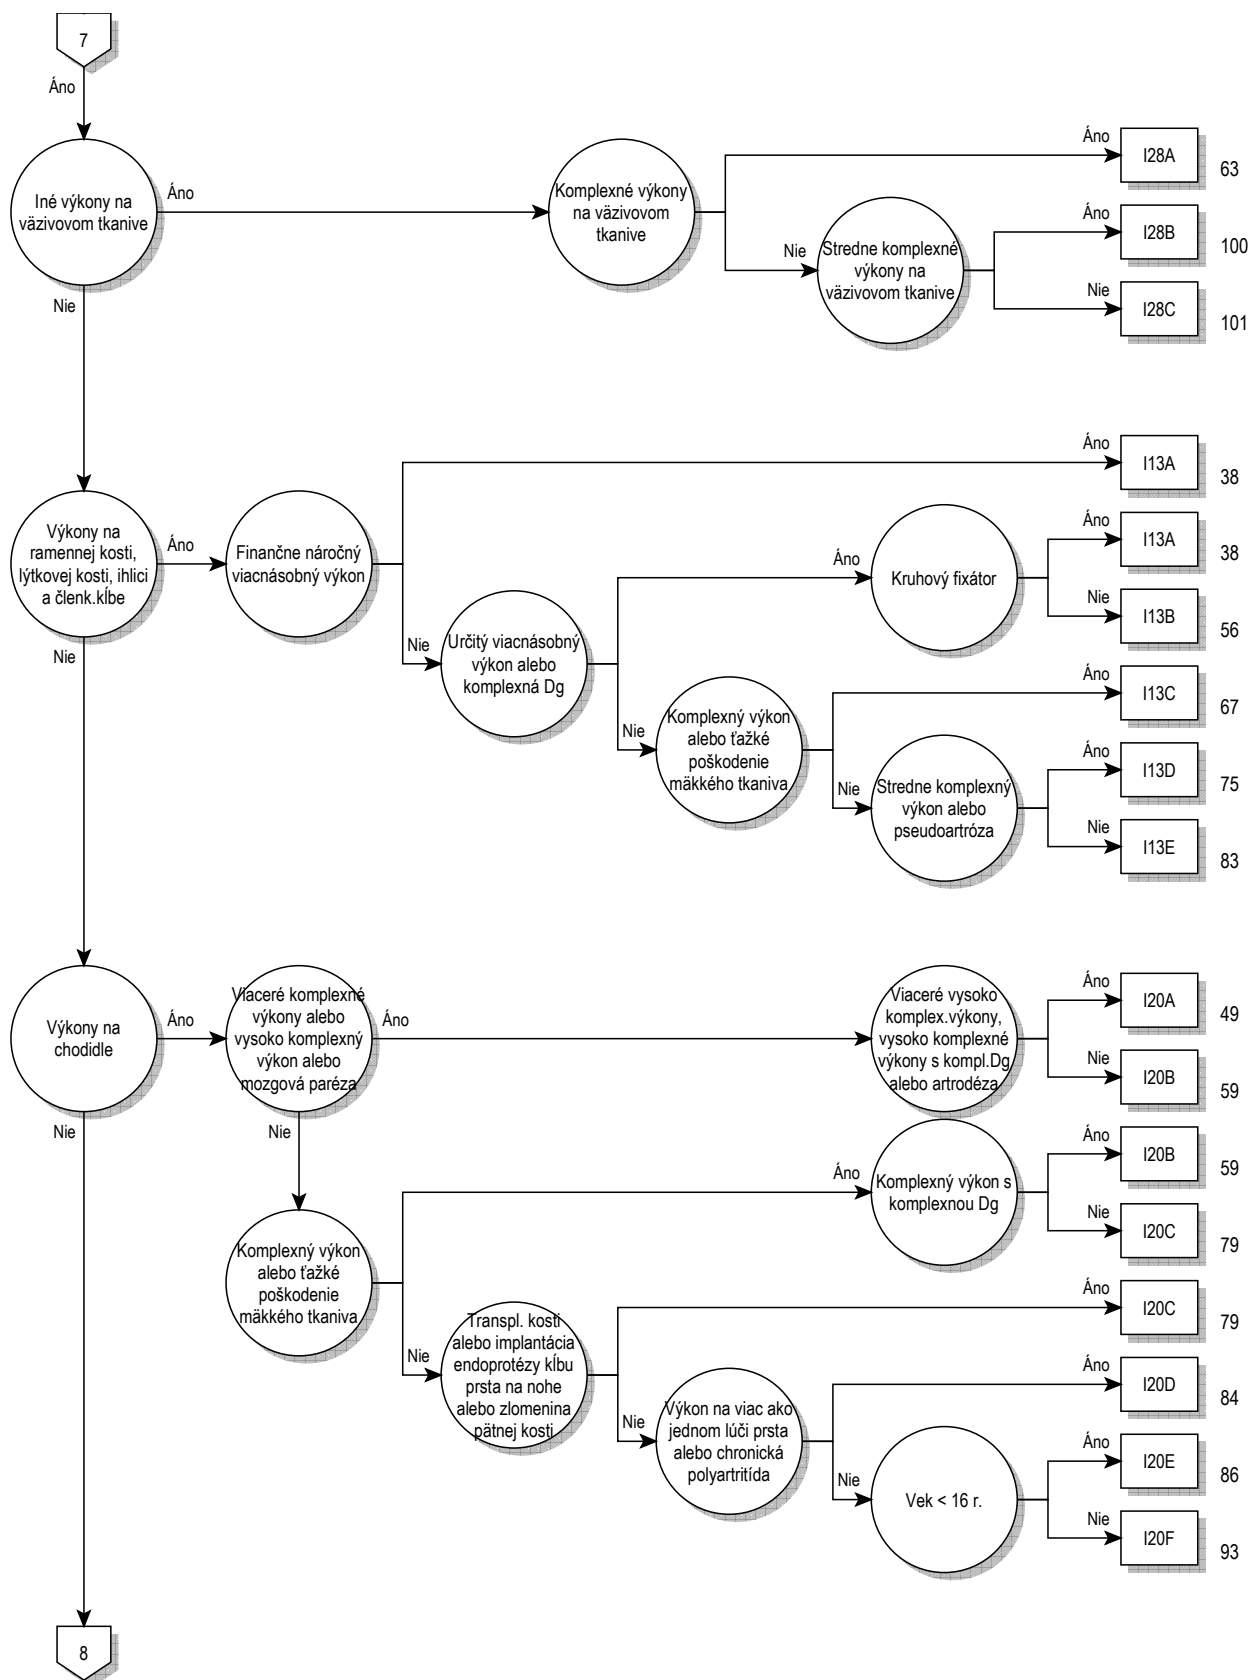 7
Áno
Iné výkony na
väzivovom tkanive
Áno
Komplexné výkony
na väzivovom
tkanive
Áno
I28A
63
Nie
Stredne komplexné
výkony na
väzivovom tkanive
Áno
I28B
100
Nie
I28C
101
Nie
Výkony na
ramennej kosti,
lýtkovej kosti, ihlici
a členk.kĺbe
Áno
Finančne náročný
viacnásobný výkon
Áno
I13A
38
Nie
Určitý viacnásobný
výkon alebo
komplexná Dg
Áno
Kruhový fixátor
Áno
I13A
38
Nie
I13B
56
Nie
Komplexný výkon
alebo ťažké
poškodenie
mäkkého tkaniva
Áno
I13C
67
Nie
Stredne komplexný
výkon alebo
pseudoartróza
Áno
I13D
75
Nie
I13E
83
Nie
Výkony na
chodidle
Áno
Viaceré komplexné
výkony alebo
vysoko komplexný
výkon alebo
mozgová paréza
Áno
Viaceré vysoko
komplex.výkony,
vysoko komplexné
výkony s kompl.Dg
alebo artrodéza
Áno
I20A
49
Nie
I20B
59
Nie
Komplexný výkon
alebo ťažké
poškodenie
mäkkého tkaniva
Áno
Komplexný výkon s
komplexnou Dg
Áno
I20B
59
Nie
I20C
79
Nie
Transpl. kosti
alebo implantácia
endoprotézy kĺbu
prsta na nohe
alebo zlomenina
pätnej kosti
Áno
I20C
79
Nie
Výkon na viac ako
jednom lúči prsta
alebo chronická
polyartritída
Áno
I20D
84
Nie
Vek < 16 r.
Áno
I20E
86
Nie
I20F
93
Nie
8